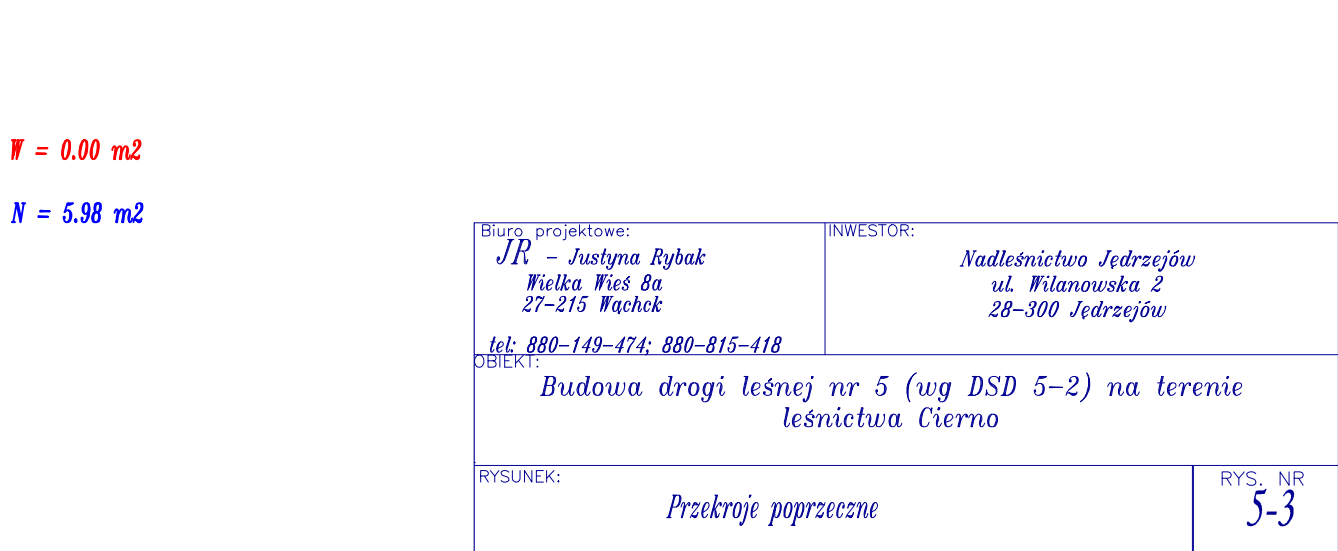 W = 0.00 m2
N = 5.98 m2
Biuro projektowe:
JR - Justyna Rybak
Wielka Wieś 8a
27-215 Wąchck
tel: 880-149-474; 880-815-418
INWESTOR:
Nadleśnictwo Jędrzejów
ul. Wilanowska 2
28-300 Jędrzejów
OBIEKT:
Budowa drogi leśnej nr 5 (wg DSD 5-2) na terenie
leśnictwa Cierno
RYSUNEK:
Przekroje poprzeczne
RYS. NR
5-3